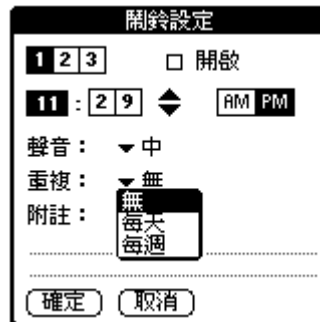 鬧鈴設定
1 2 3 開啟
11 : 2 9 AM PM
聲音： 中
重複： 無
無
附註： 每天
每週
確定 取消